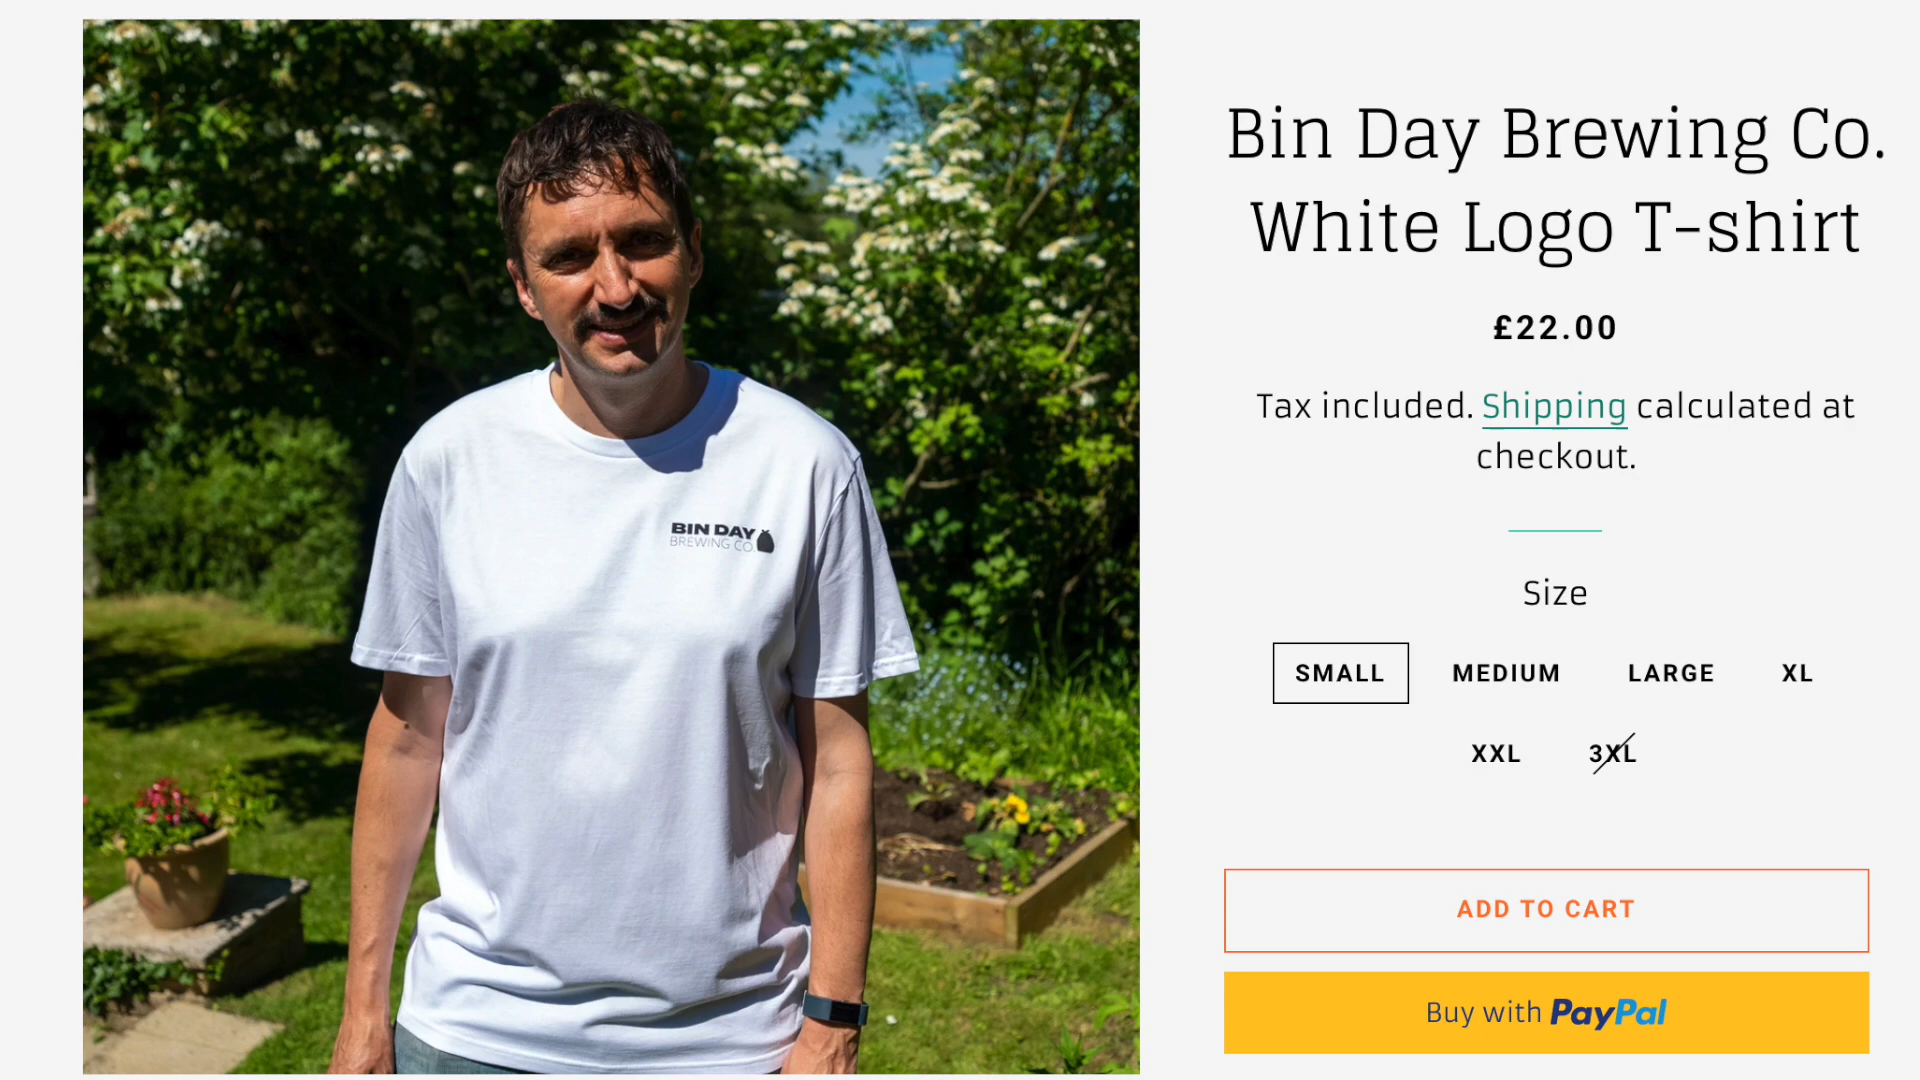 BIN DAY
BREWING CO.
Bin Day Brewing Co.
White Logo T-shirt
£22.00
Tax included. Shipping calculated at
checkout.
Size
SMALL MEDIUM LARGE XL
XXL 3XL
ADD TO CART
Buy with PayPal